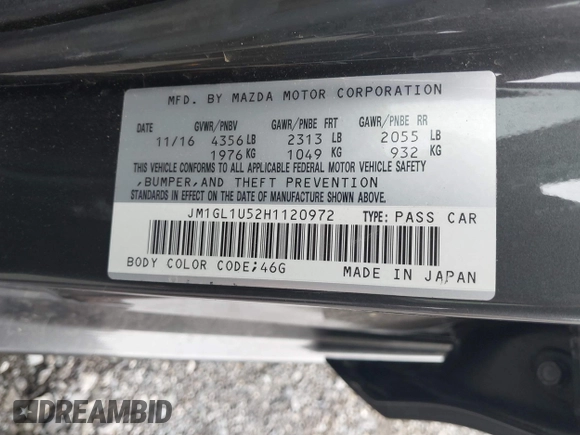 MFD. BY MAZDA MOTOR CORPORATION
GVWR/PNBV GAWR/PNBE FRT GAWR/PNBE RR
11/16 4356 LB 2313 LB 2055 LB
1976 KG 1049 KG 932 KG
THIS VEHICLE CONFORMS TO ALL APPLICABLE FEDERAL MOTOR VEHICLE SAFETY
,BUMPER,AND THEFT PREVENTION
STANDARDS IN EFFECT ON THE DATE OF MANUFACTURE SHOWN ABOVE.
JM1GL1U52H1120972 TYPE: PASS CAR
BODY COLOR CODE;46G MADE IN JAPAN
DREAMBID